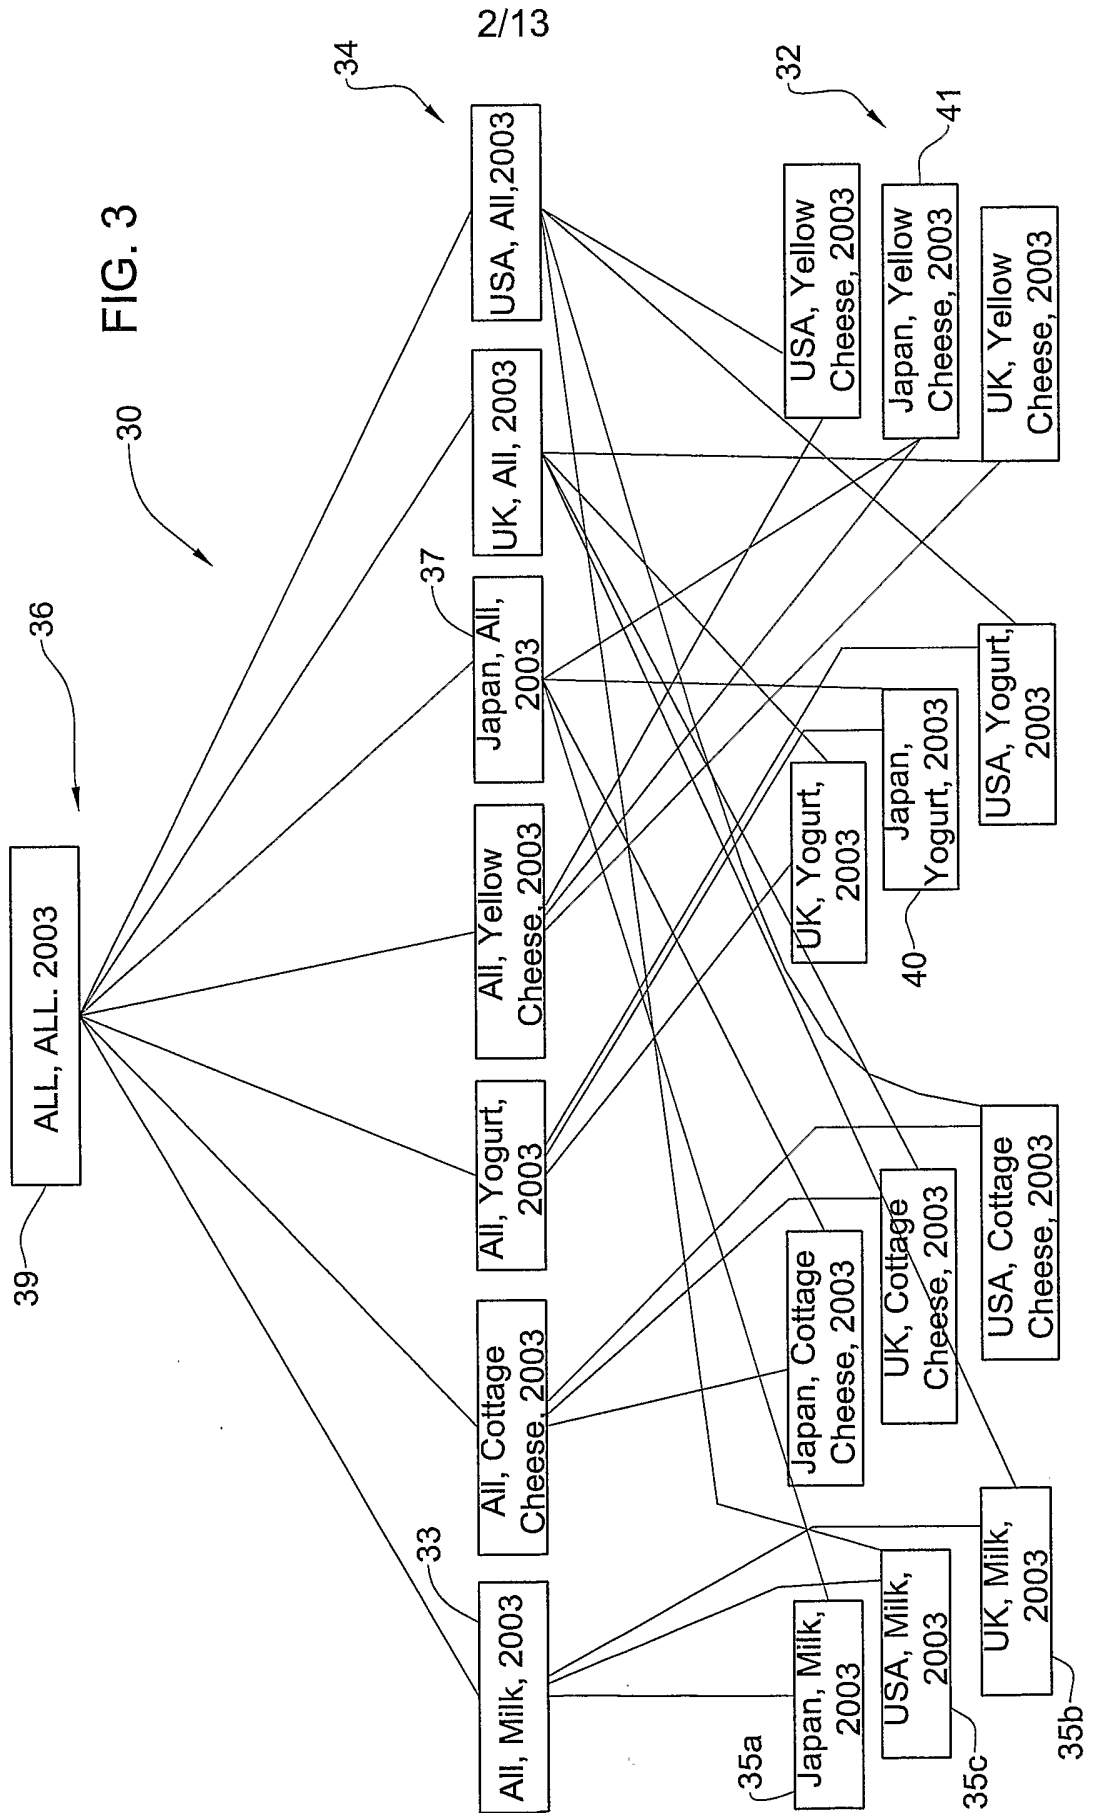 2/13
FIG. 3
36
30
34
39
ALL, ALL. 2003
33
37
All, Milk, 2003
All, Cottage
Cheese, 2003
All, Yogurt,
2003
All, Yellow
Cheese, 2003
Japan, All,
2003
UK, All, 2003
USA, All,2003
32
35a
Japan, Milk,
2003
Japan, Cottage
Cheese, 2003
UK, Yogurt,
2003
USA, Yellow
Cheese, 2003
35c
USA, Milk,
2003
UK, Cottage
Cheese, 2003
40
Japan,
Yogurt, 2003
Japan, Yellow
Cheese, 2003
41
35b
UK, Milk,
2003
USA, Cottage
Cheese, 2003
USA, Yogurt,
2003
UK, Yellow
Cheese, 2003